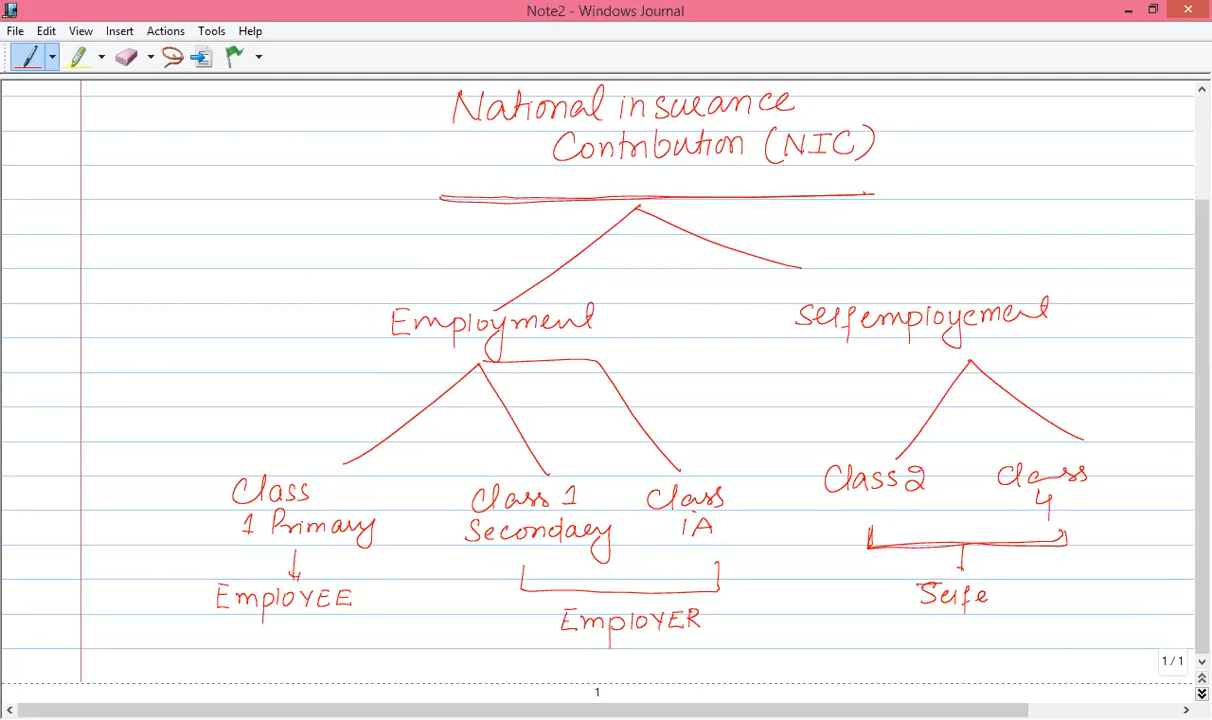 Note2 - Windows Journal
File Edit View Insert Actions Tools Help
National insurance
Contribution (NIC)
Employment
Selfemployement
Class
1 Primary
Class 1
Secondary
Class
1A
Class 2
Class
4
EmployEE
EmployER
Selfe
1 / 1
1